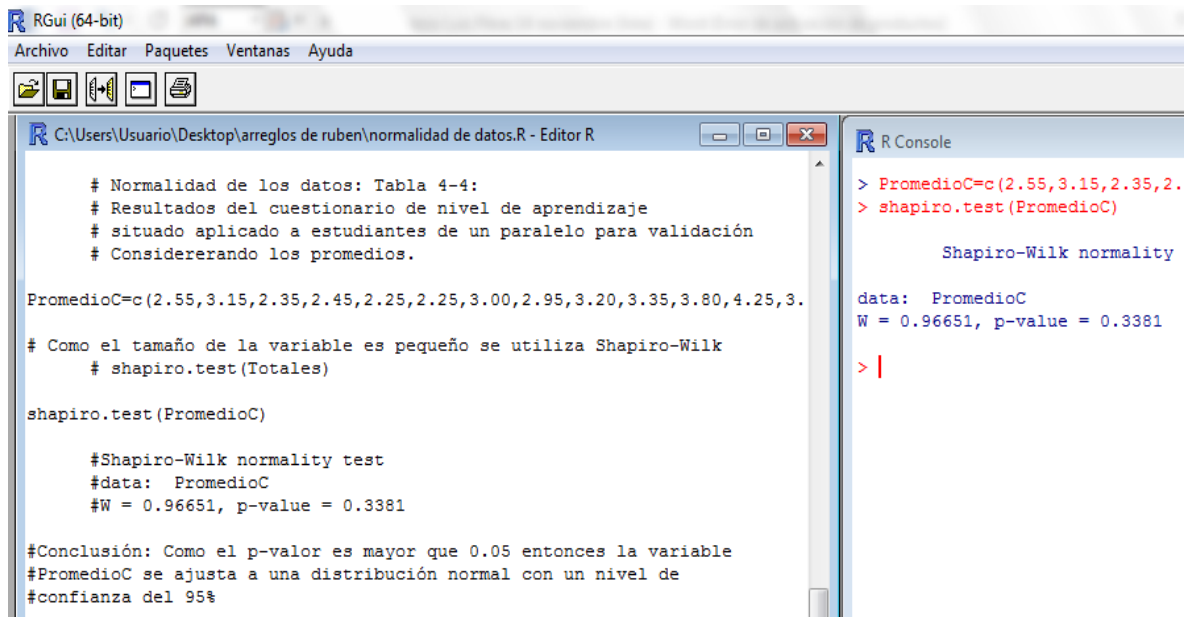 RGui (64-bit)
Archivo Editar Paquetes Ventanas Ayuda
C:\Users\Usuario\Desktop\arreglos de ruben\normalidad de datos.R - Editor R
# Normalidad de los datos: Tabla 4-4:
# Resultados del cuestionario de nivel de aprendizaje
# situado aplicado a estudiantes de un paralelo para validación
# Considererando los promedios.
PromedioC=c(2.55,3.15,2.35,2.45,2.25,2.25,3.00,2.95,3.20,3.35,3.80,4.25,3.
# Como el tamaño de la variable es pequeño se utiliza Shapiro-Wilk
# shapiro.test(Totales)
shapiro.test(PromedioC)
#Shapiro-Wilk normality test
#data: PromedioC
#W = 0.96651, p-value = 0.3381
#Conclusión: Como el p-valor es mayor que 0.05 entonces la variable
#PromedioC se ajusta a una distribución normal con un nivel de
#confianza del 95%
R Console
> PromedioC=c(2.55,3.15,2.35,2.
> shapiro.test(PromedioC)
Shapiro-Wilk normality
data: PromedioC
W = 0.96651, p-value = 0.3381
>